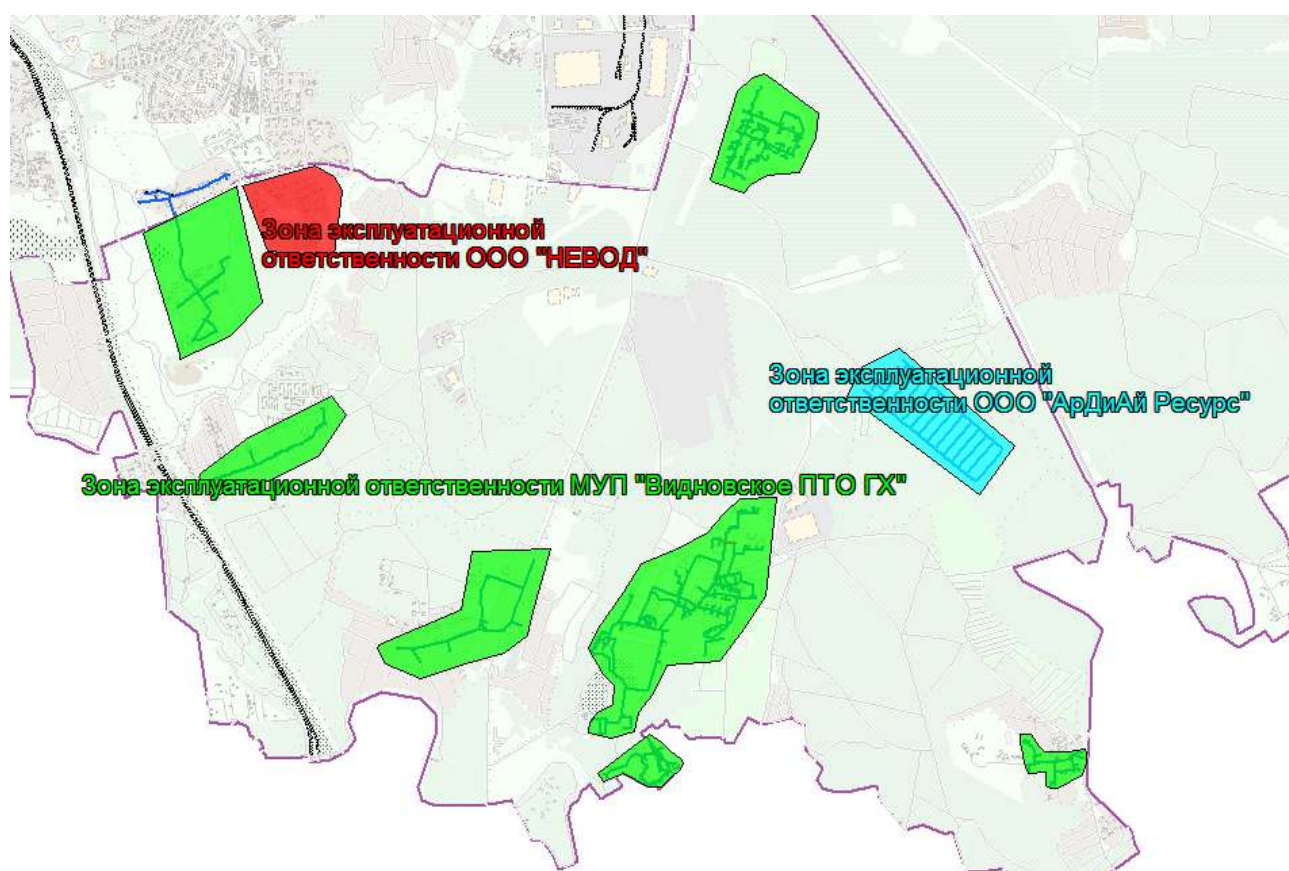 Зона эксплуатационной
ответственности ООО "НЕВОД"
Зона эксплуатационной
ответственности ООО "АрДиАй Ресурс"
Зона эксплуатационной ответственности МУП "Видновское ПТО ГХ"